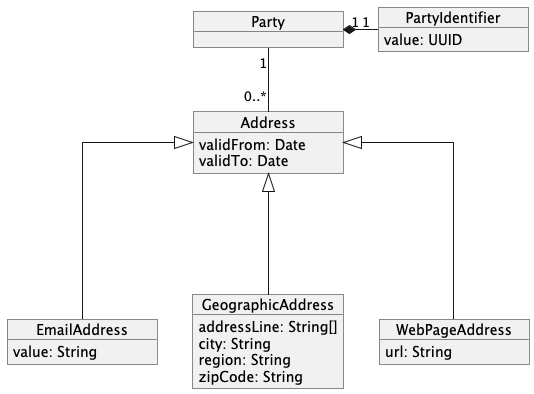 Party
1 1
PartyIdentifier
value: UUID
1
0..*
Address
validFrom: Date
validTo: Date
EmailAddress
value: String
GeographicAddress
addressLine: String[]
city: String
region: String
zipCode: String
WebPageAddress
url: String